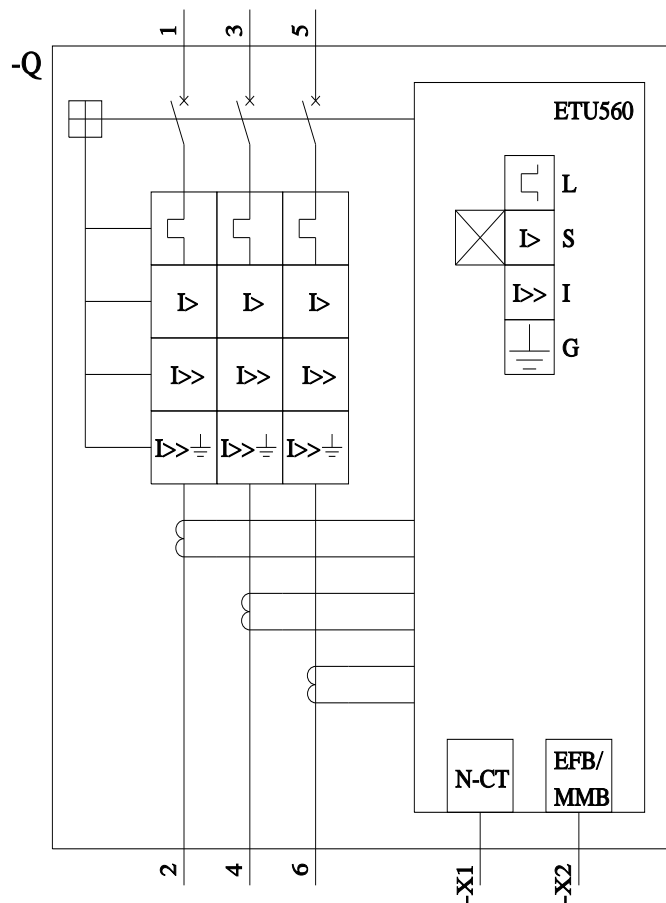 1 3 5
-Q
ETU560
L
I> S
I> I> I>
I>> I
G
I>> I>> I>>
I>> I>> I>>
N-CT
EFB/
MMB
2 4 6
-X1 -X2